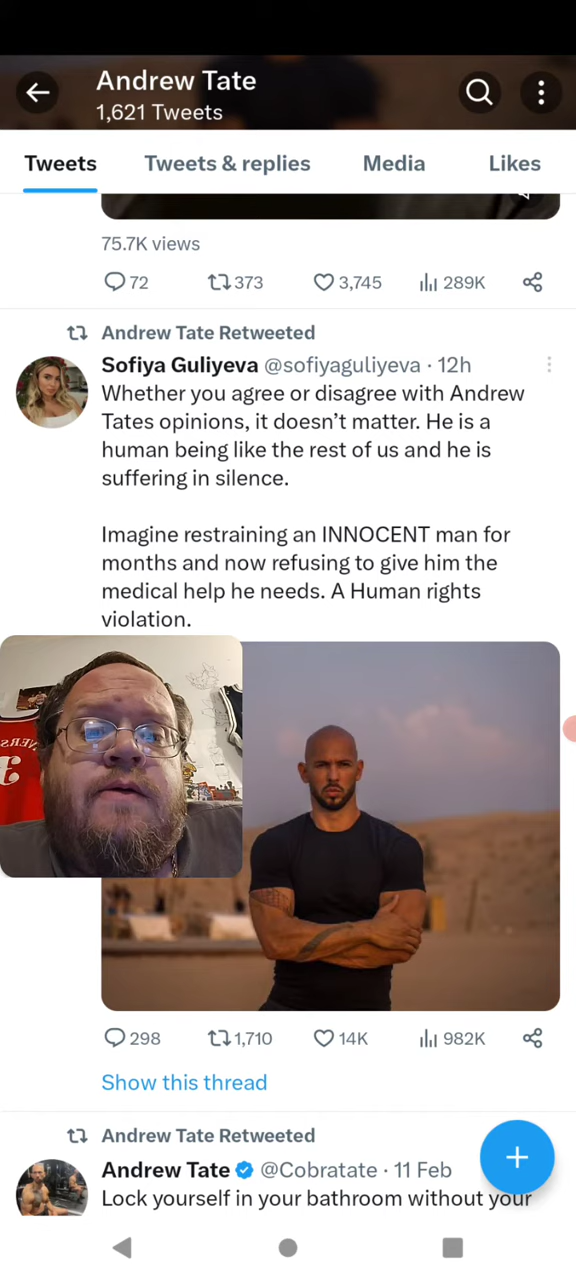 Andrew Tate
1,621 Tweets
Tweets Tweets & replies Media Likes
75.7K views
72 373 3,745 289K
Andrew Tate Retweeted
Sofiya Guliyeva @sofiyaguliyeva · 12h
Whether you agree or disagree with Andrew
Tates opinions, it doesn’t matter. He is a
human being like the rest of us and he is
suffering in silence.
Imagine restraining an INNOCENT man for
months and now refusing to give him the
medical help he needs. A Human rights
violation.
298 1,710 14K 982K
Show this thread
Andrew Tate Retweeted
Andrew Tate @Cobratate · 11 Feb
Lock yourself in your bathroom without your